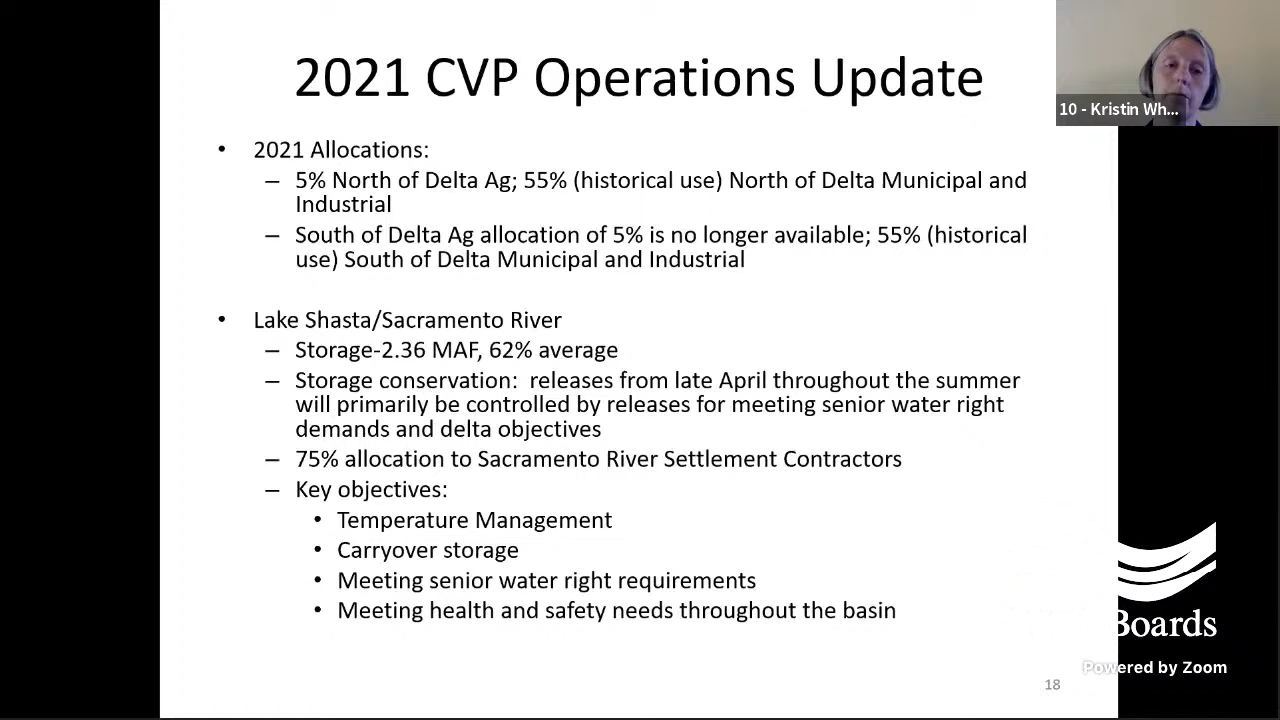 2021 CVP Operations Update
10 - Kristin Wh...
• 2021 Allocations:
– 5% North of Delta Ag; 55% (historical use) North of Delta Municipal and
Industrial
– South of Delta Ag allocation of 5% is no longer available; 55% (historical
use) South of Delta Municipal and Industrial
• Lake Shasta/Sacramento River
– Storage-2.36 MAF, 62% average
– Storage conservation: releases from late April throughout the summer
will primarily be controlled by releases for meeting senior water right
demands and delta objectives
– 75% allocation to Sacramento River Settlement Contractors
– Key objectives:
• Temperature Management
• Carryover storage
• Meeting senior water right requirements
• Meeting health and safety needs throughout the basin
Boards
Powered by Zoom
18